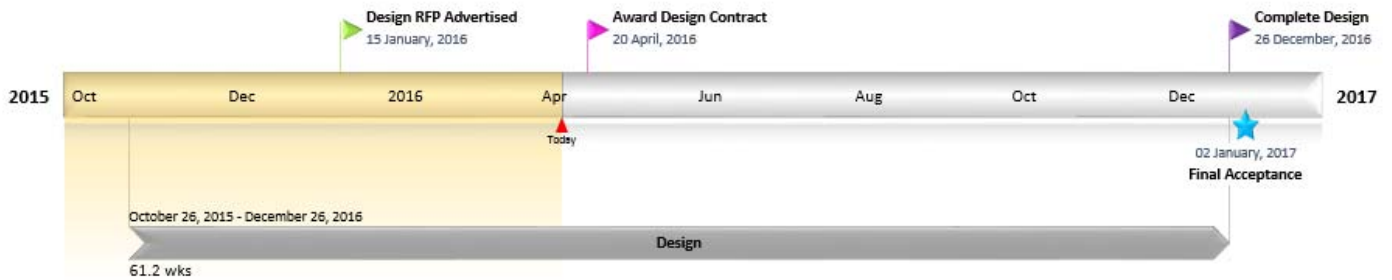 Design RFP Advertised
15 January, 2016
Award Design Contract
20 April, 2016
Complete Design
26 December, 2016
2015 Oct Dec 2016 Apr Jun Aug Oct Dec 2017
Today
02 January, 2017
Final Acceptance
October 26, 2015 - December 26, 2016
Design
61.2 wks